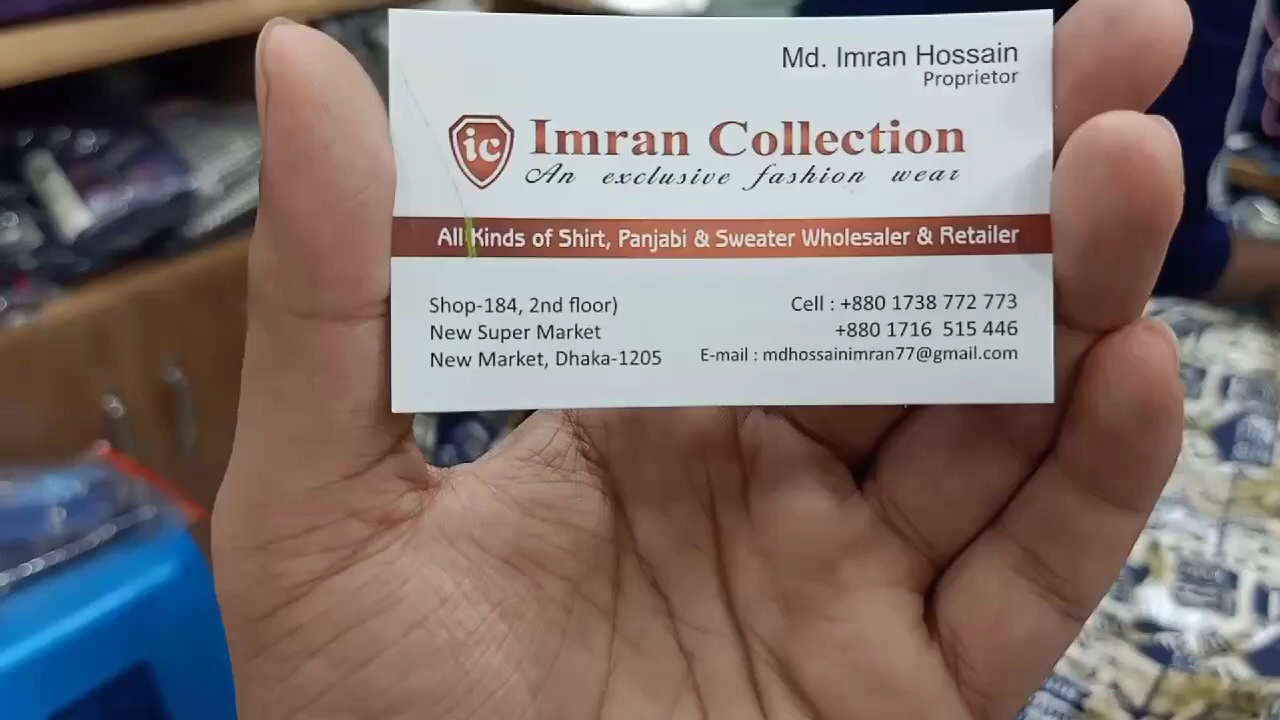 Md. Imran Hossain
Proprietor
ic
Imran Collection
An exclusive fashion wear
All Kinds of Shirt, Panjabi & Sweater Wholesaler & Retailer
Shop-184, 2nd floor)
New Super Market
New Market, Dhaka-1205
Cell : +880 1738 772 773
+880 1716 515 446
E-mail : mdhossainimran77@gmail.com